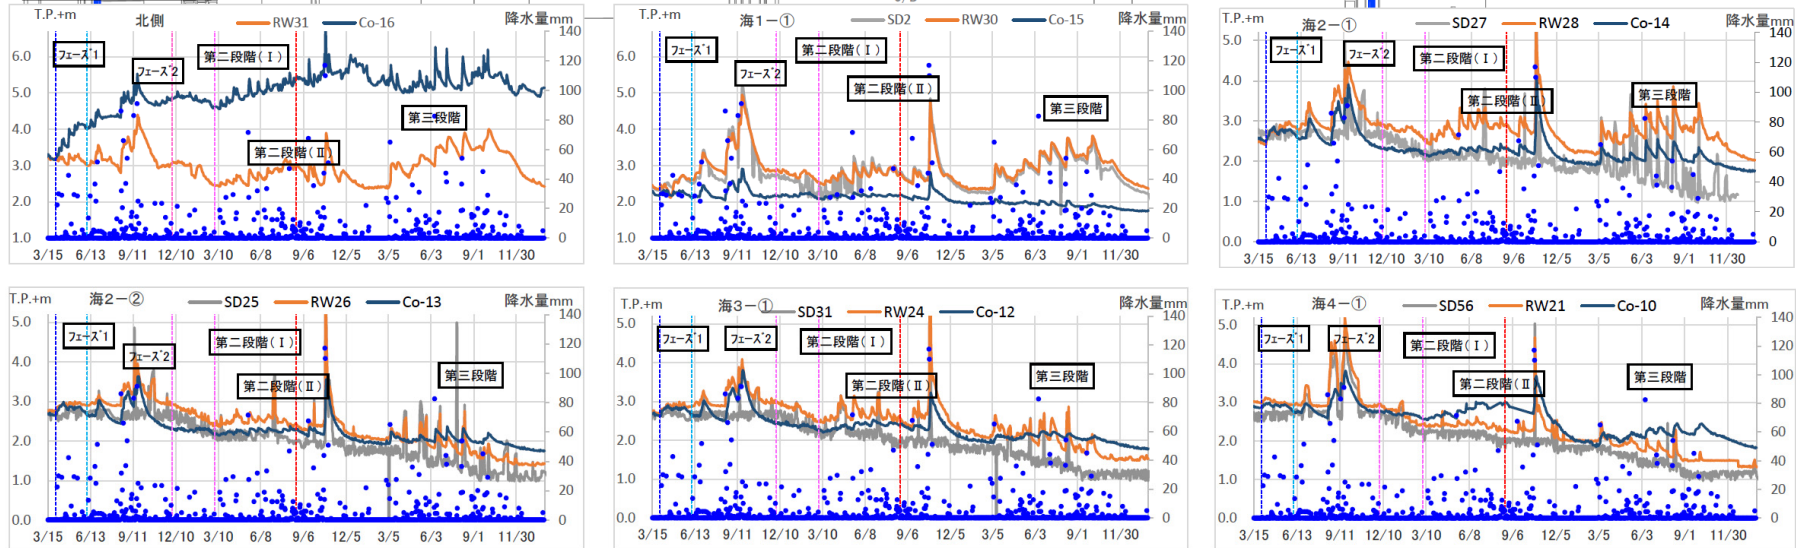 T.P.+m 北側 RW31 Co-16 降水量mm
フェーズ1 フェーズ2 第二段階(Ⅰ) 第二段階(Ⅱ) 第三段階
6.0 5.0 4.0 3.0 2.0 1.0
140 120 100 80 60 40 20 0
3/15 6/13 9/11 12/10 3/10 6/8 9/6 12/5 3/5 6/3 9/1 11/30
T.P.+m 海1-① SD2 RW30 Co-15 降水量mm
フェーズ1 フェーズ2 第二段階(Ⅰ) 第二段階(Ⅱ) 第三段階
6.0 5.0 4.0 3.0 2.0 1.0
140 120 100 80 60 40 20 0
3/15 6/13 9/11 12/10 3/10 6/8 9/6 12/5 3/5 6/3 9/1 11/30
T.P.+m 海2-① SD27 RW28 Co-14 降水量mm
フェーズ1 フェーズ2 第二段階(Ⅰ) 第二段階(Ⅱ) 第三段階
5.0 4.0 3.0 2.0 1.0 0.0
140 120 100 80 60 40 20 0
3/15 6/13 9/11 12/10 3/10 6/8 9/6 12/5 3/5 6/3 9/1 11/30
T.P.+m 海2-② SD25 RW26 Co-13 降水量mm
フェーズ1 フェーズ2 第二段階(Ⅰ) 第二段階(Ⅱ) 第三段階
5.0 4.0 3.0 2.0 1.0 0.0
140 120 100 80 60 40 20 0
3/15 6/13 9/11 12/10 3/10 6/8 9/6 12/5 3/5 6/3 9/1 11/30
T.P.+m 海3-① SD31 RW24 Co-12 降水量mm
フェーズ1 フェーズ2 第二段階(Ⅰ) 第二段階(Ⅱ) 第三段階
5.0 4.0 3.0 2.0 1.0 0.0
140 120 100 80 60 40 20 0
3/15 6/13 9/11 12/10 3/10 6/8 9/6 12/5 3/5 6/3 9/1 11/30
T.P.+m 海4-① SD56 RW21 Co-10 降水量mm
フェーズ1 フェーズ2 第二段階(Ⅰ) 第二段階(Ⅱ) 第三段階
5.0 4.0 3.0 2.0 1.0 0.0
140 120 100 80 60 40 20 0
3/15 6/13 9/11 12/10 3/10 6/8 9/6 12/5 3/5 6/3 9/1 11/30